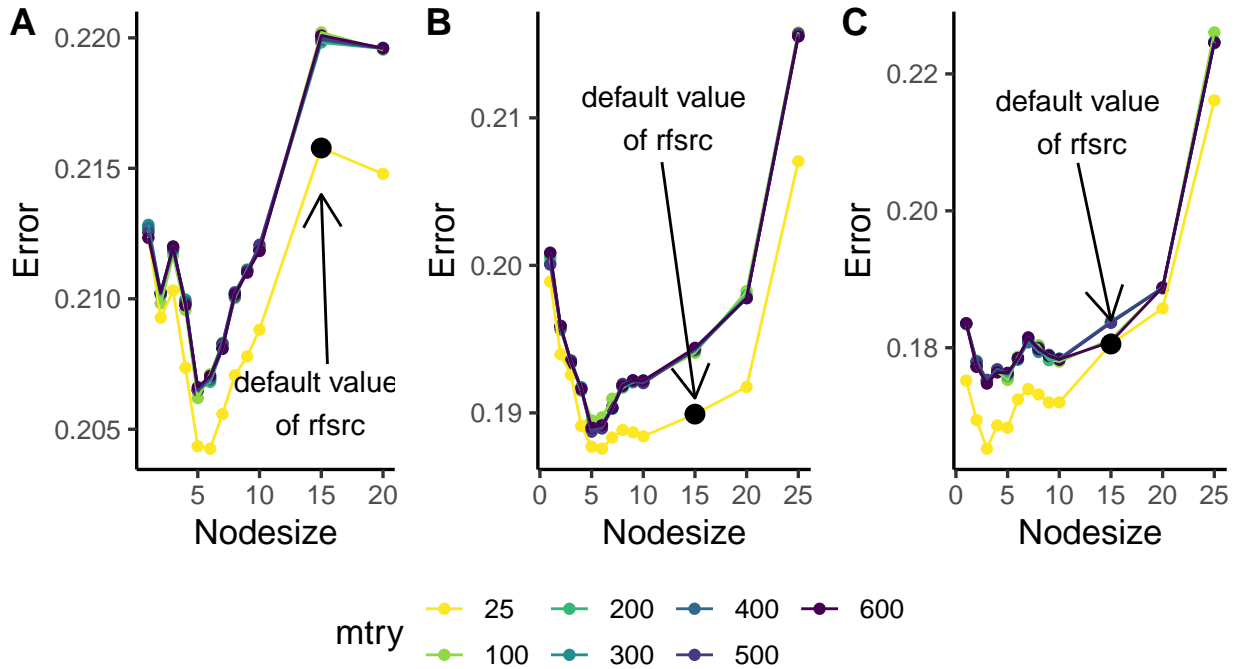 A
B
C
0.220
0.215
0.210
0.205
Error
default value
of rfsrc
5
10
15
20
Nodesize
0.21
0.20
0.19
Error
default value
of rfsrc
0
5
10
15
20
25
Nodesize
0.22
0.20
0.18
Error
default value
of rfsrc
0
5
10
15
20
25
Nodesize
mtry
25
200
400
600
100
300
500